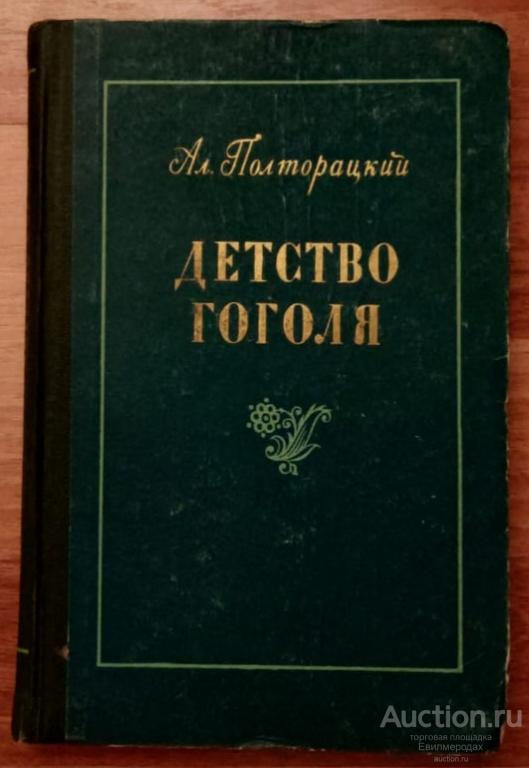 Ал. Полторацкий
ДЕТСТВО
ГОГОЛЯ
Auction.ru
торговая площадка
Евилмеродах
auction.ru